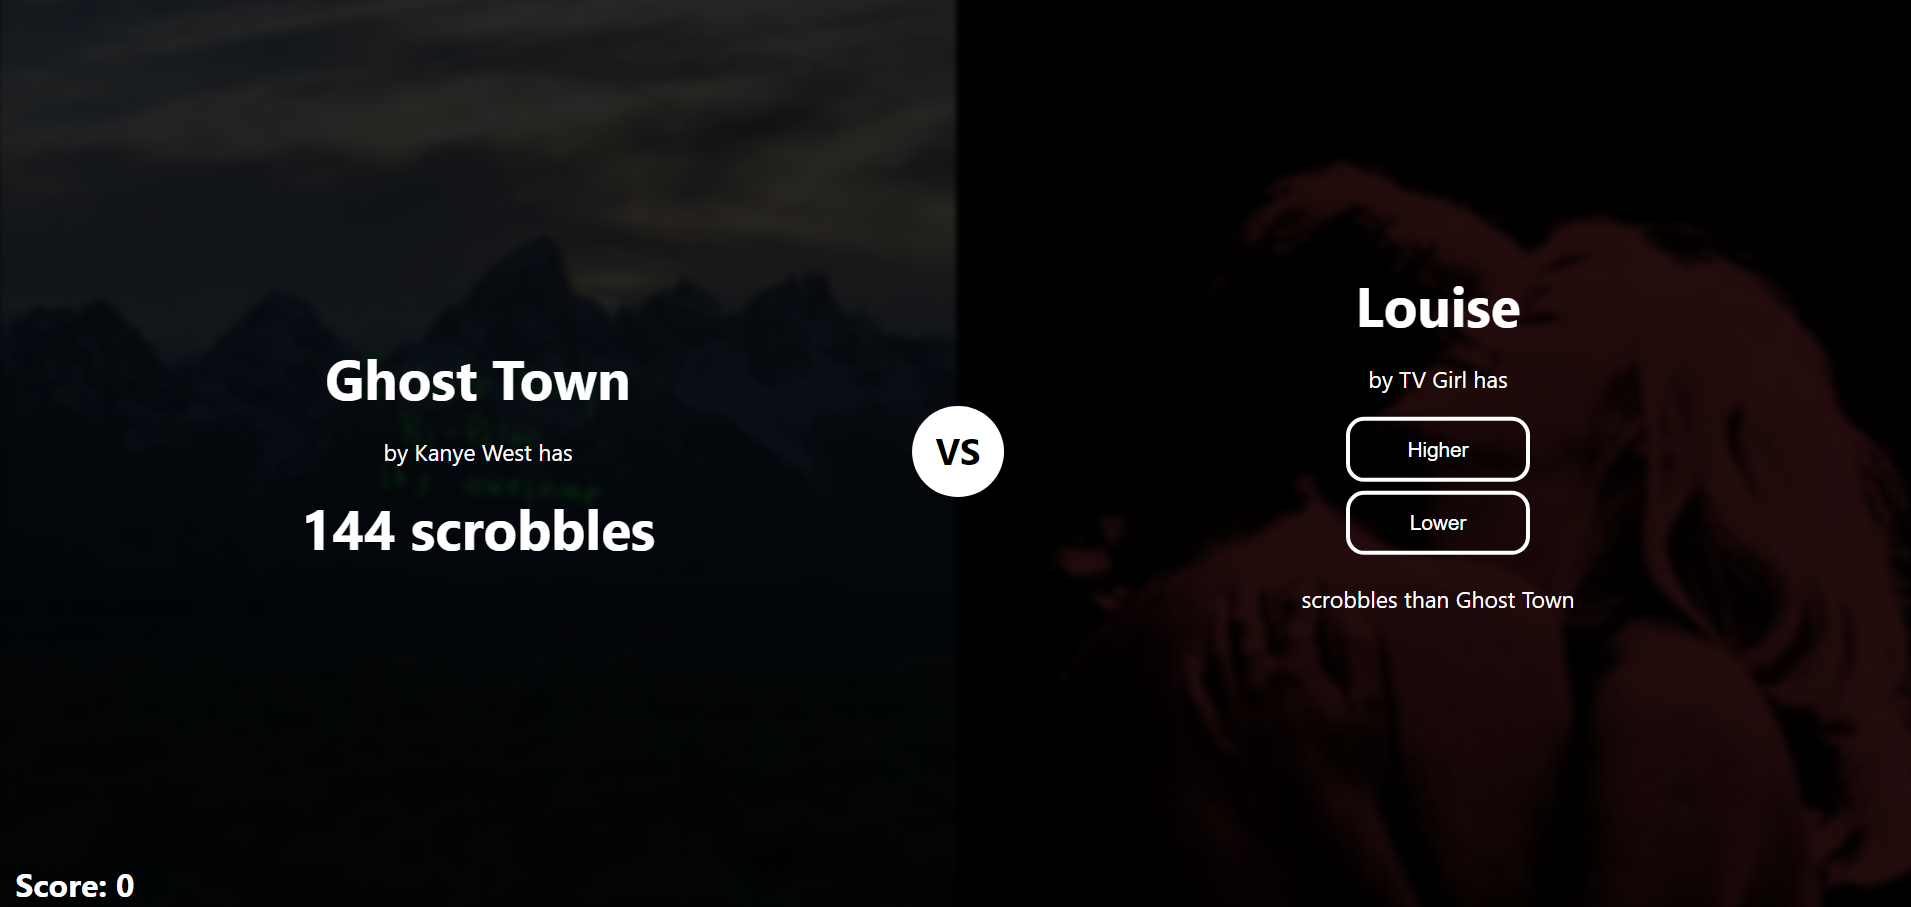 Ghost Town
by Kanye West has
144 scrobbles
VS
Louise
by TV Girl has
Higher
Lower
scrobbles than Ghost Town
Score: 0
awesome